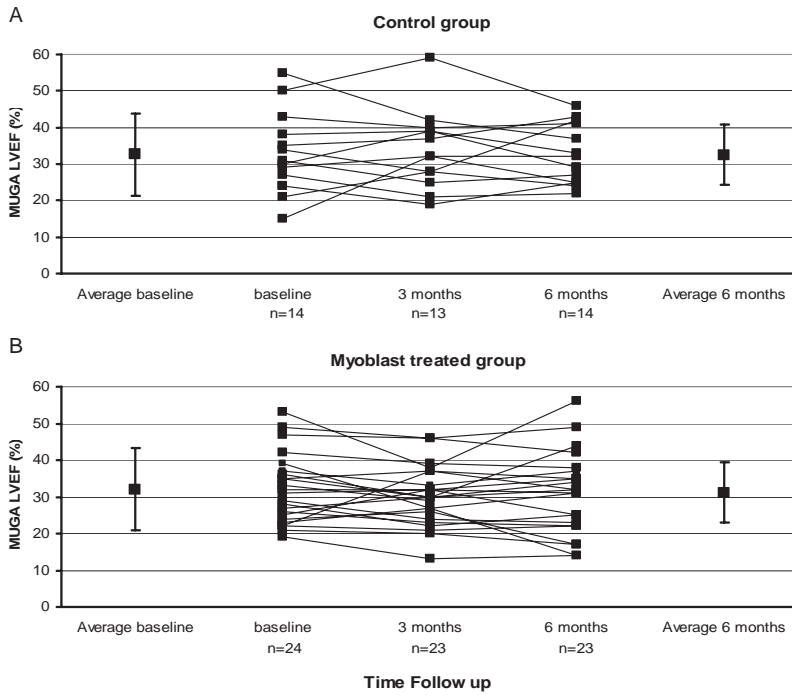 A
Control group
MUGA LVEF (%)
60
50
40
30
20
10
0
Average baseline baseline 3 months 6 months Average 6 months
n=14 n=13 n=14
B
Myoblast treated group
MUGA LVEF (%)
60
50
40
30
20
10
0
Average baseline baseline 3 months 6 months Average 6 months
n=24 n=23 n=23
Time Follow up